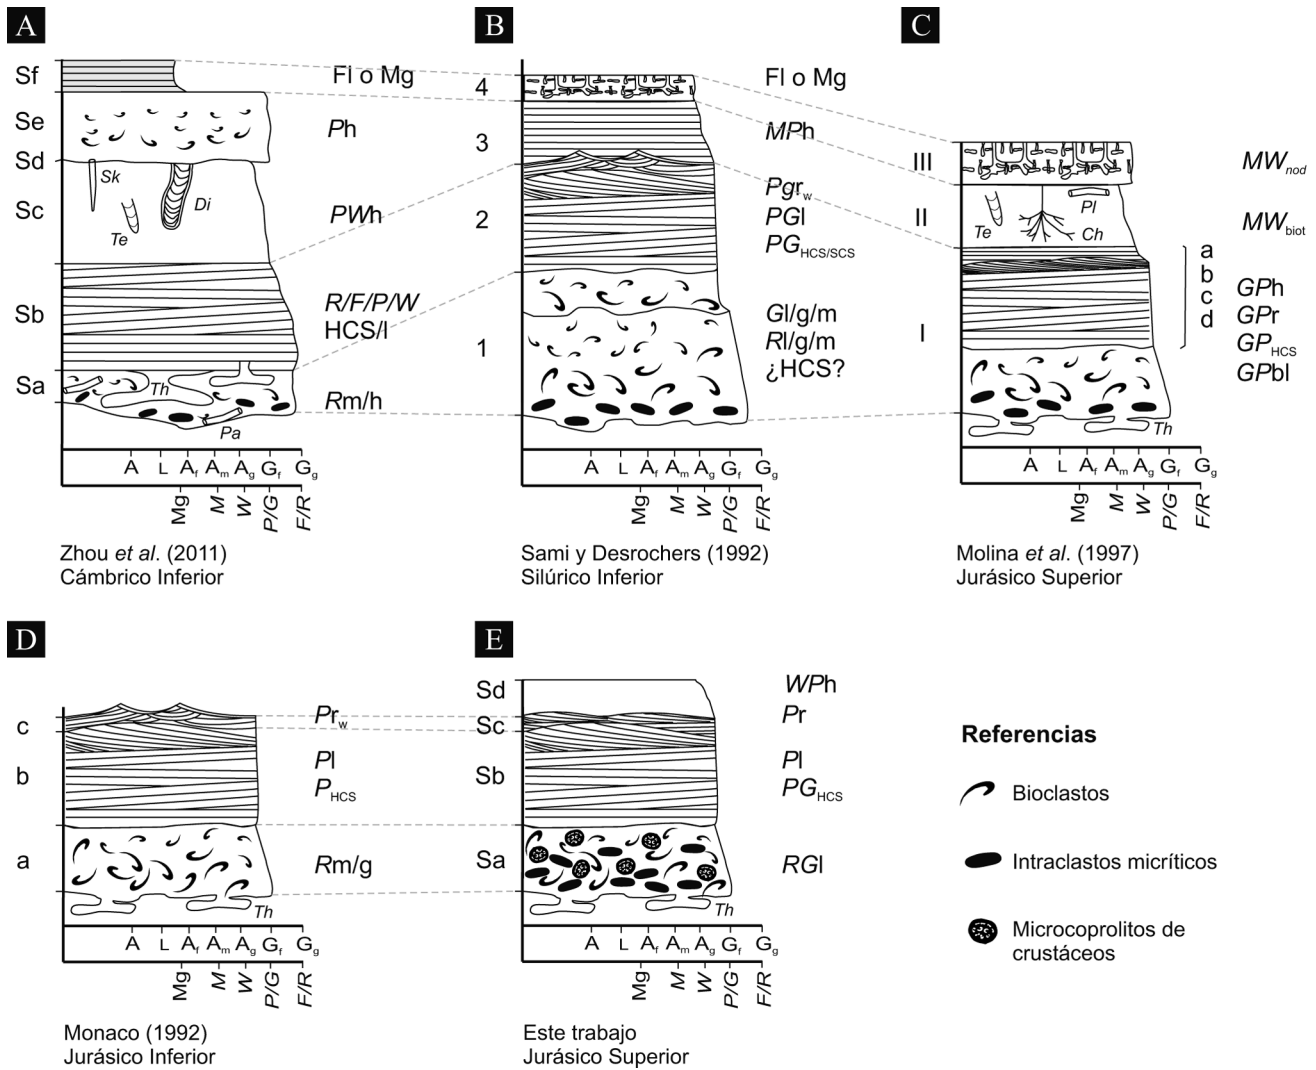 A
Sf
Se
Sd
Sc
Sb
Sa
Sk
Di
Te
Th
Pa
Fl o Mg
Ph
PWh
R/F/P/W
HCS/l
Rm/h
A L Af Am Ag Gf Gg
Mg M W P/G F/R
Zhou et al. (2011)
Cámbrico Inferior
B
4
3
2
1
Fl o Mg
MPh
Pgrw
PGl
PGHCS/SCS
Gl/g/m
Rl/g/m
¿HCS?
A L Af Am Ag Gf Gg
Mg M W P/G F/R
Sami y Desrochers (1992)
Silúrico Inferior
C
III
II
I
Te
Pl
Ch
Th
a
b
c
d
MWnod
MWbiot
GPh
GPr
GPHCS
GPbl
A L Af Am Ag Gf Gg
Mg M W P/G F/R
Molina et al. (1997)
Jurásico Superior
D
c
b
a
Prw
Pl
PHCS
Rm/g
Th
A L Af Am Ag Gf Gg
Mg M W P/G F/R
Monaco (1992)
Jurásico Inferior
E
Sd
Sc
Sb
Sa
WPh
Pr
Pl
PGHCS
RGl
Th
A L Af Am Ag Gf Gg
Mg M W P/G F/R
Este trabajo
Jurásico Superior
Referencias
Bioclastos
Intraclastos micríticos
Microcoprolitos de
crustáceos